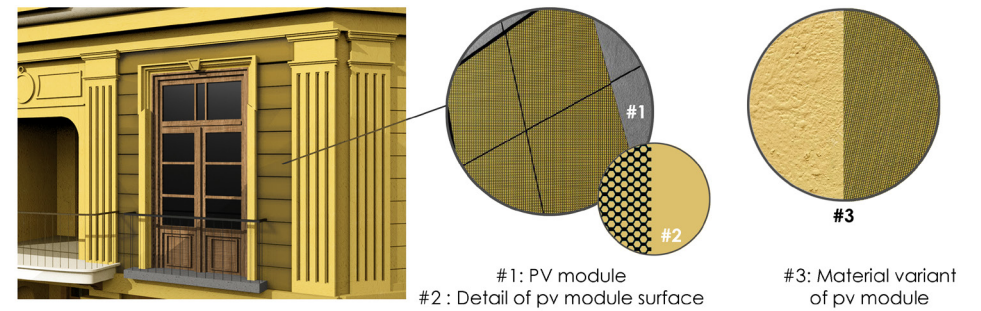 #1
#2
#3
#1: PV module
#2 : Detail of pv module surface
#3: Material variant
of pv module